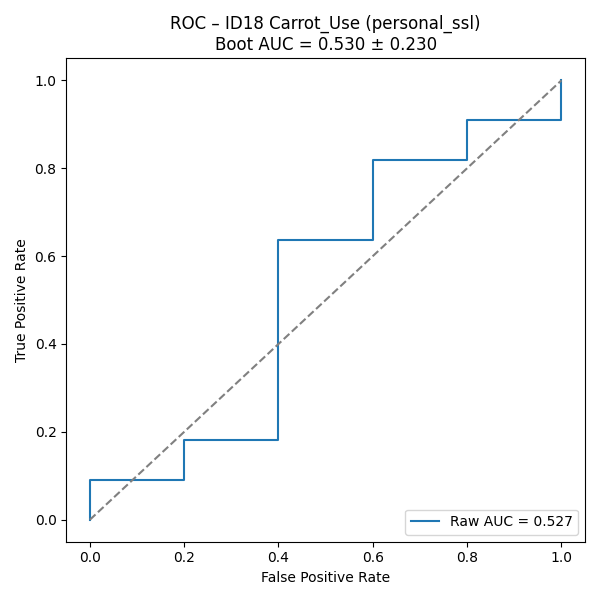 ROC – ID18 Carrot_Use (personal_ssl)
Boot AUC = 0.530 ± 0.230
1.0
0.8
0.6
0.4
0.2
0.0
True Positive Rate
Raw AUC = 0.527
0.0 0.2 0.4 0.6 0.8 1.0
False Positive Rate